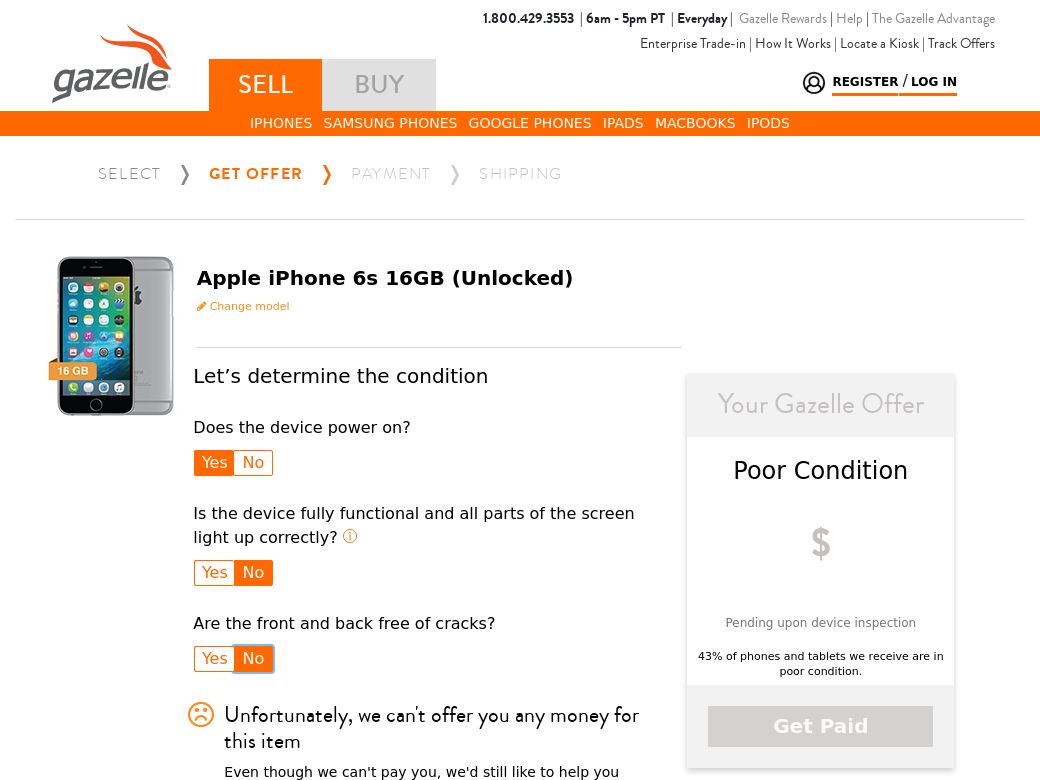 1.800.429.3553 | 6am - 5pm PT | Everyday | Gazelle Rewards | Help | The Gazelle Advantage
Enterprise Trade-in | How It Works | Locate a Kiosk | Track Offers
gazelle
SELL
BUY
REGISTER / LOG IN
IPHONES SAMSUNG PHONES GOOGLE PHONES IPADS MACBOOKS IPODS
SELECT ❭ GET OFFER ❭ PAYMENT ❭ SHIPPING
Apple iPhone 6s 16GB (Unlocked)
Change model
16 GB
Let’s determine the condition
Does the device power on?
Yes No
Is the device fully functional and all parts of the screen
light up correctly?
Yes No
Are the front and back free of cracks?
Yes No
Unfortunately, we can't offer you any money for
this item
Even though we can't pay you, we'd still like to help you
Your Gazelle Offer
Poor Condition
$
Pending upon device inspection
43% of phones and tablets we receive are in
poor condition.
Get Paid